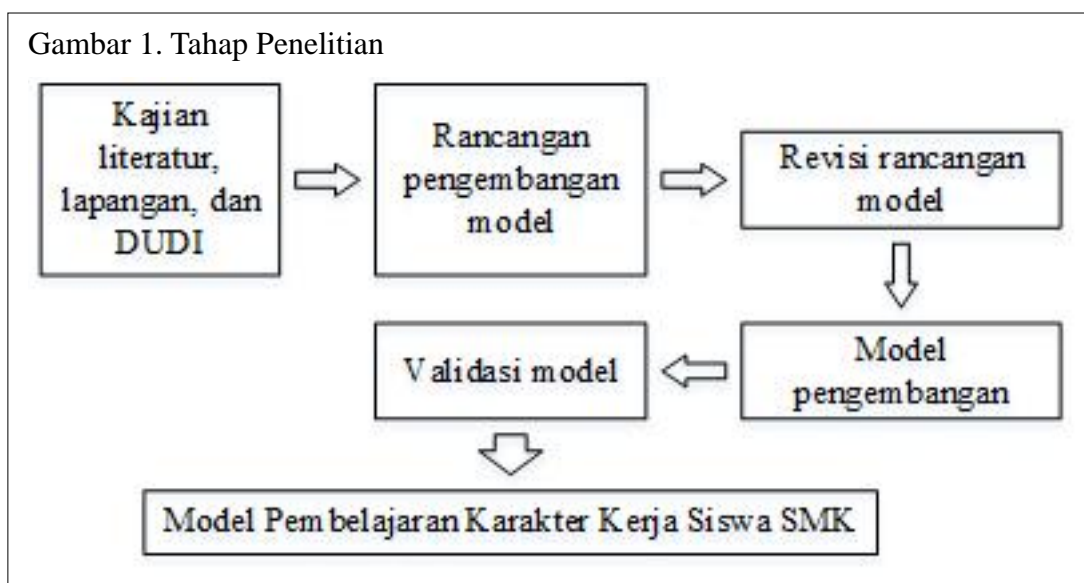 Gambar 1. Tahap Penelitian
Kajian
literatur,
lapangan, dan
DUDI
Rancangan
pengembangan
model
Revisi rancangan
model
Model
pengembangan
Validasi model
Model Pembelajaran Karakter Kerja Siswa SMK